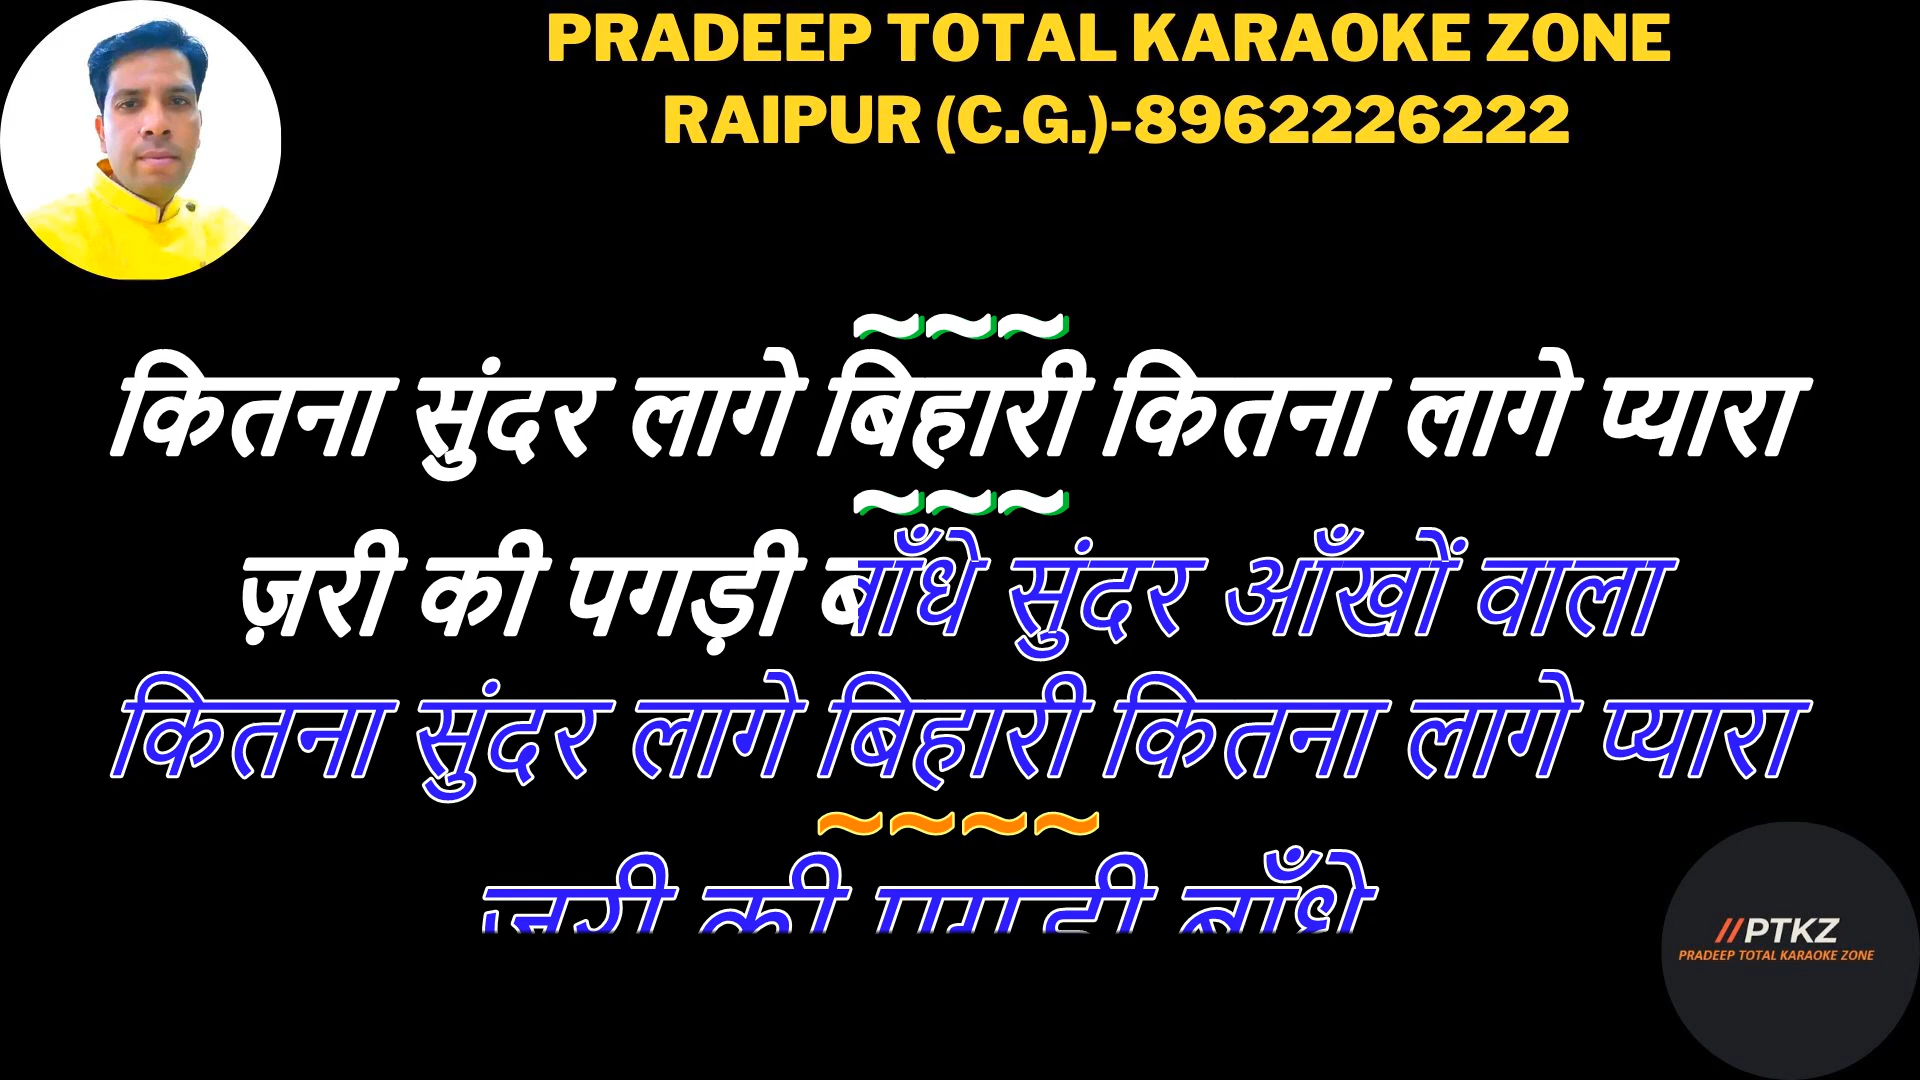 PRADEEP TOTAL KARAOKE ZONE
RAIPUR (C.G.)-8962226222
~~~
कितना सुंदर लागे बिहारी कितना लागे प्यारा
~~~
ज़री की पगड़ी बाँधे सुंदर आँखों वाला
कितना सुंदर लागे बिहारी कितना लागे प्यारा
~~~~
ज़री की पगड़ी बाँधे
//PTKZ
PRADEEP TOTAL KARAOKE ZONE